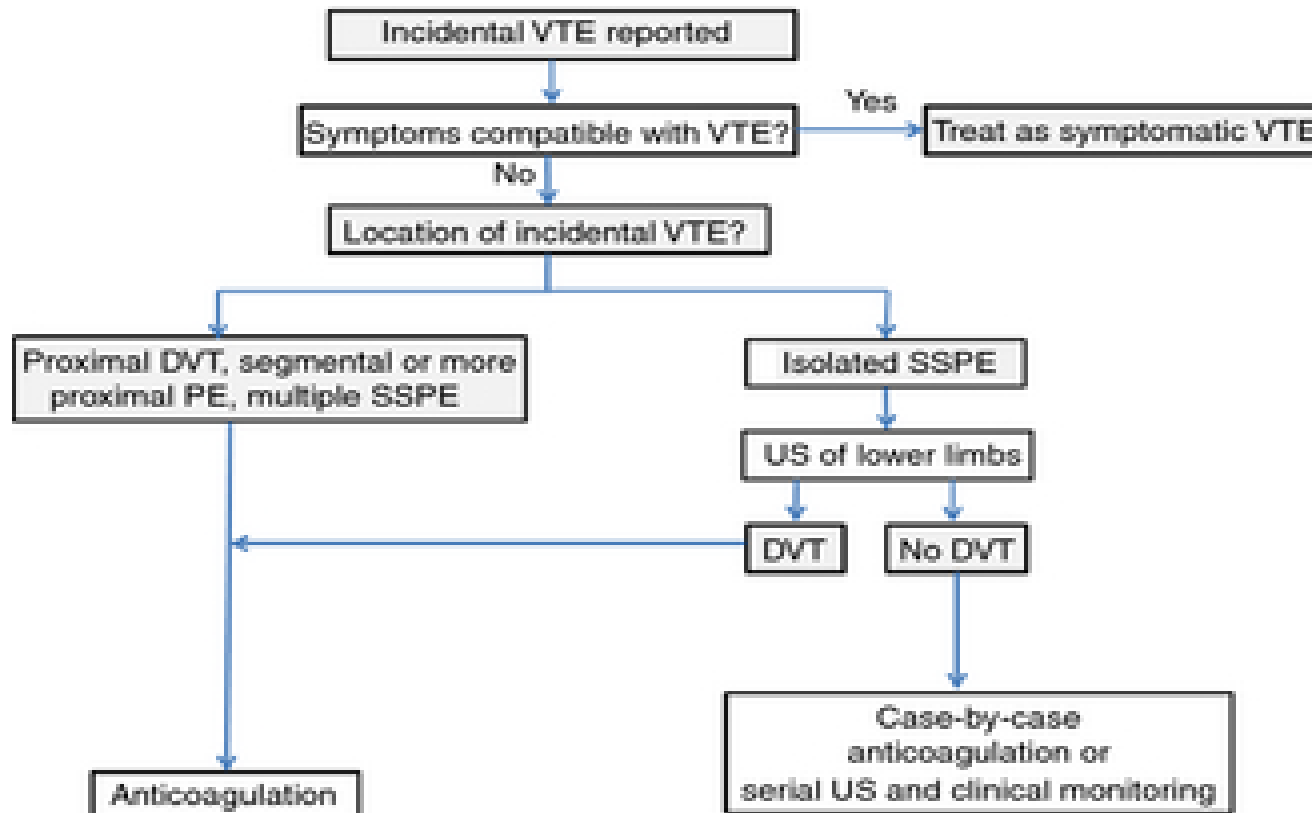 Incidental VTE reported
Symptoms compatible with VTE?
Yes
Treat as symptomatic VTE
No
Location of incidental VTE?
Proximal DVT, segmental or more
proximal PE, multiple SSPE
Isolated SSPE
US of lower limbs
DVT
No DVT
Case-by-case
anticoagulation or
serial US and clinical monitoring
Anticoagulation